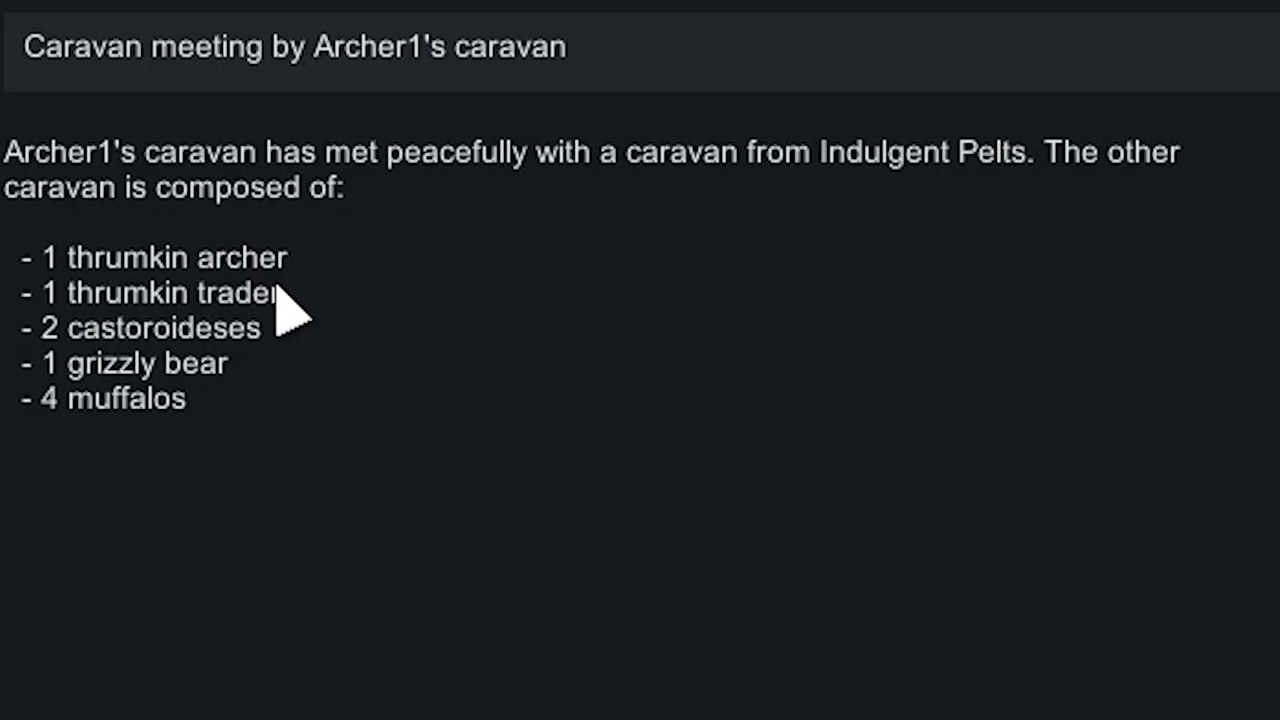 Caravan meeting by Archer1's caravan
Archer1's caravan has met peacefully with a caravan from Indulgent Pelts. The other
caravan is composed of:
- 1 thrumkin archer
- 1 thrumkin trader
- 2 castoroideses
- 1 grizzly bear
- 4 muffalos